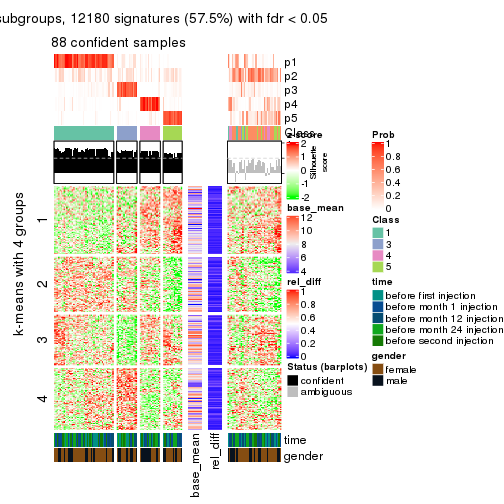 subgroups, 12180 signatures (57.5%) with fdr < 0.05
88 confident samples
p1
p2
p3
p4
p5
Class
Silhouette
score
k-means with 4 groups
1
2
3
4
base_mean
rel_diff
time
gender
z-score
2
1
0
-1
-2
base_mean
12
10
8
6
4
rel_diff
1
0.8
0.6
0.4
0.2
0
Status (barplots)
confident
ambiguous
Prob
1
0.8
0.6
0.4
0.2
0
Class
1
3
4
5
time
before first injection
before month 1 injection
before month 12 injection
before month 24 injection
before second injection
gender
female
male